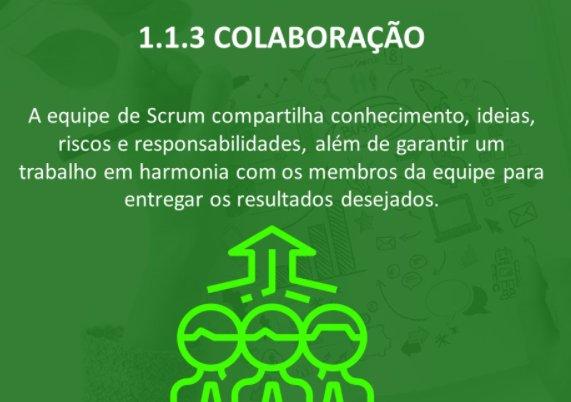 1.1.3 COLABORAÇÃO
A equipe de Scrum compartilha conhecimento, ideias,
riscos e responsabilidades, além de garantir um
trabalho em harmonia com os membros da equipe para
entregar os resultados desejados.